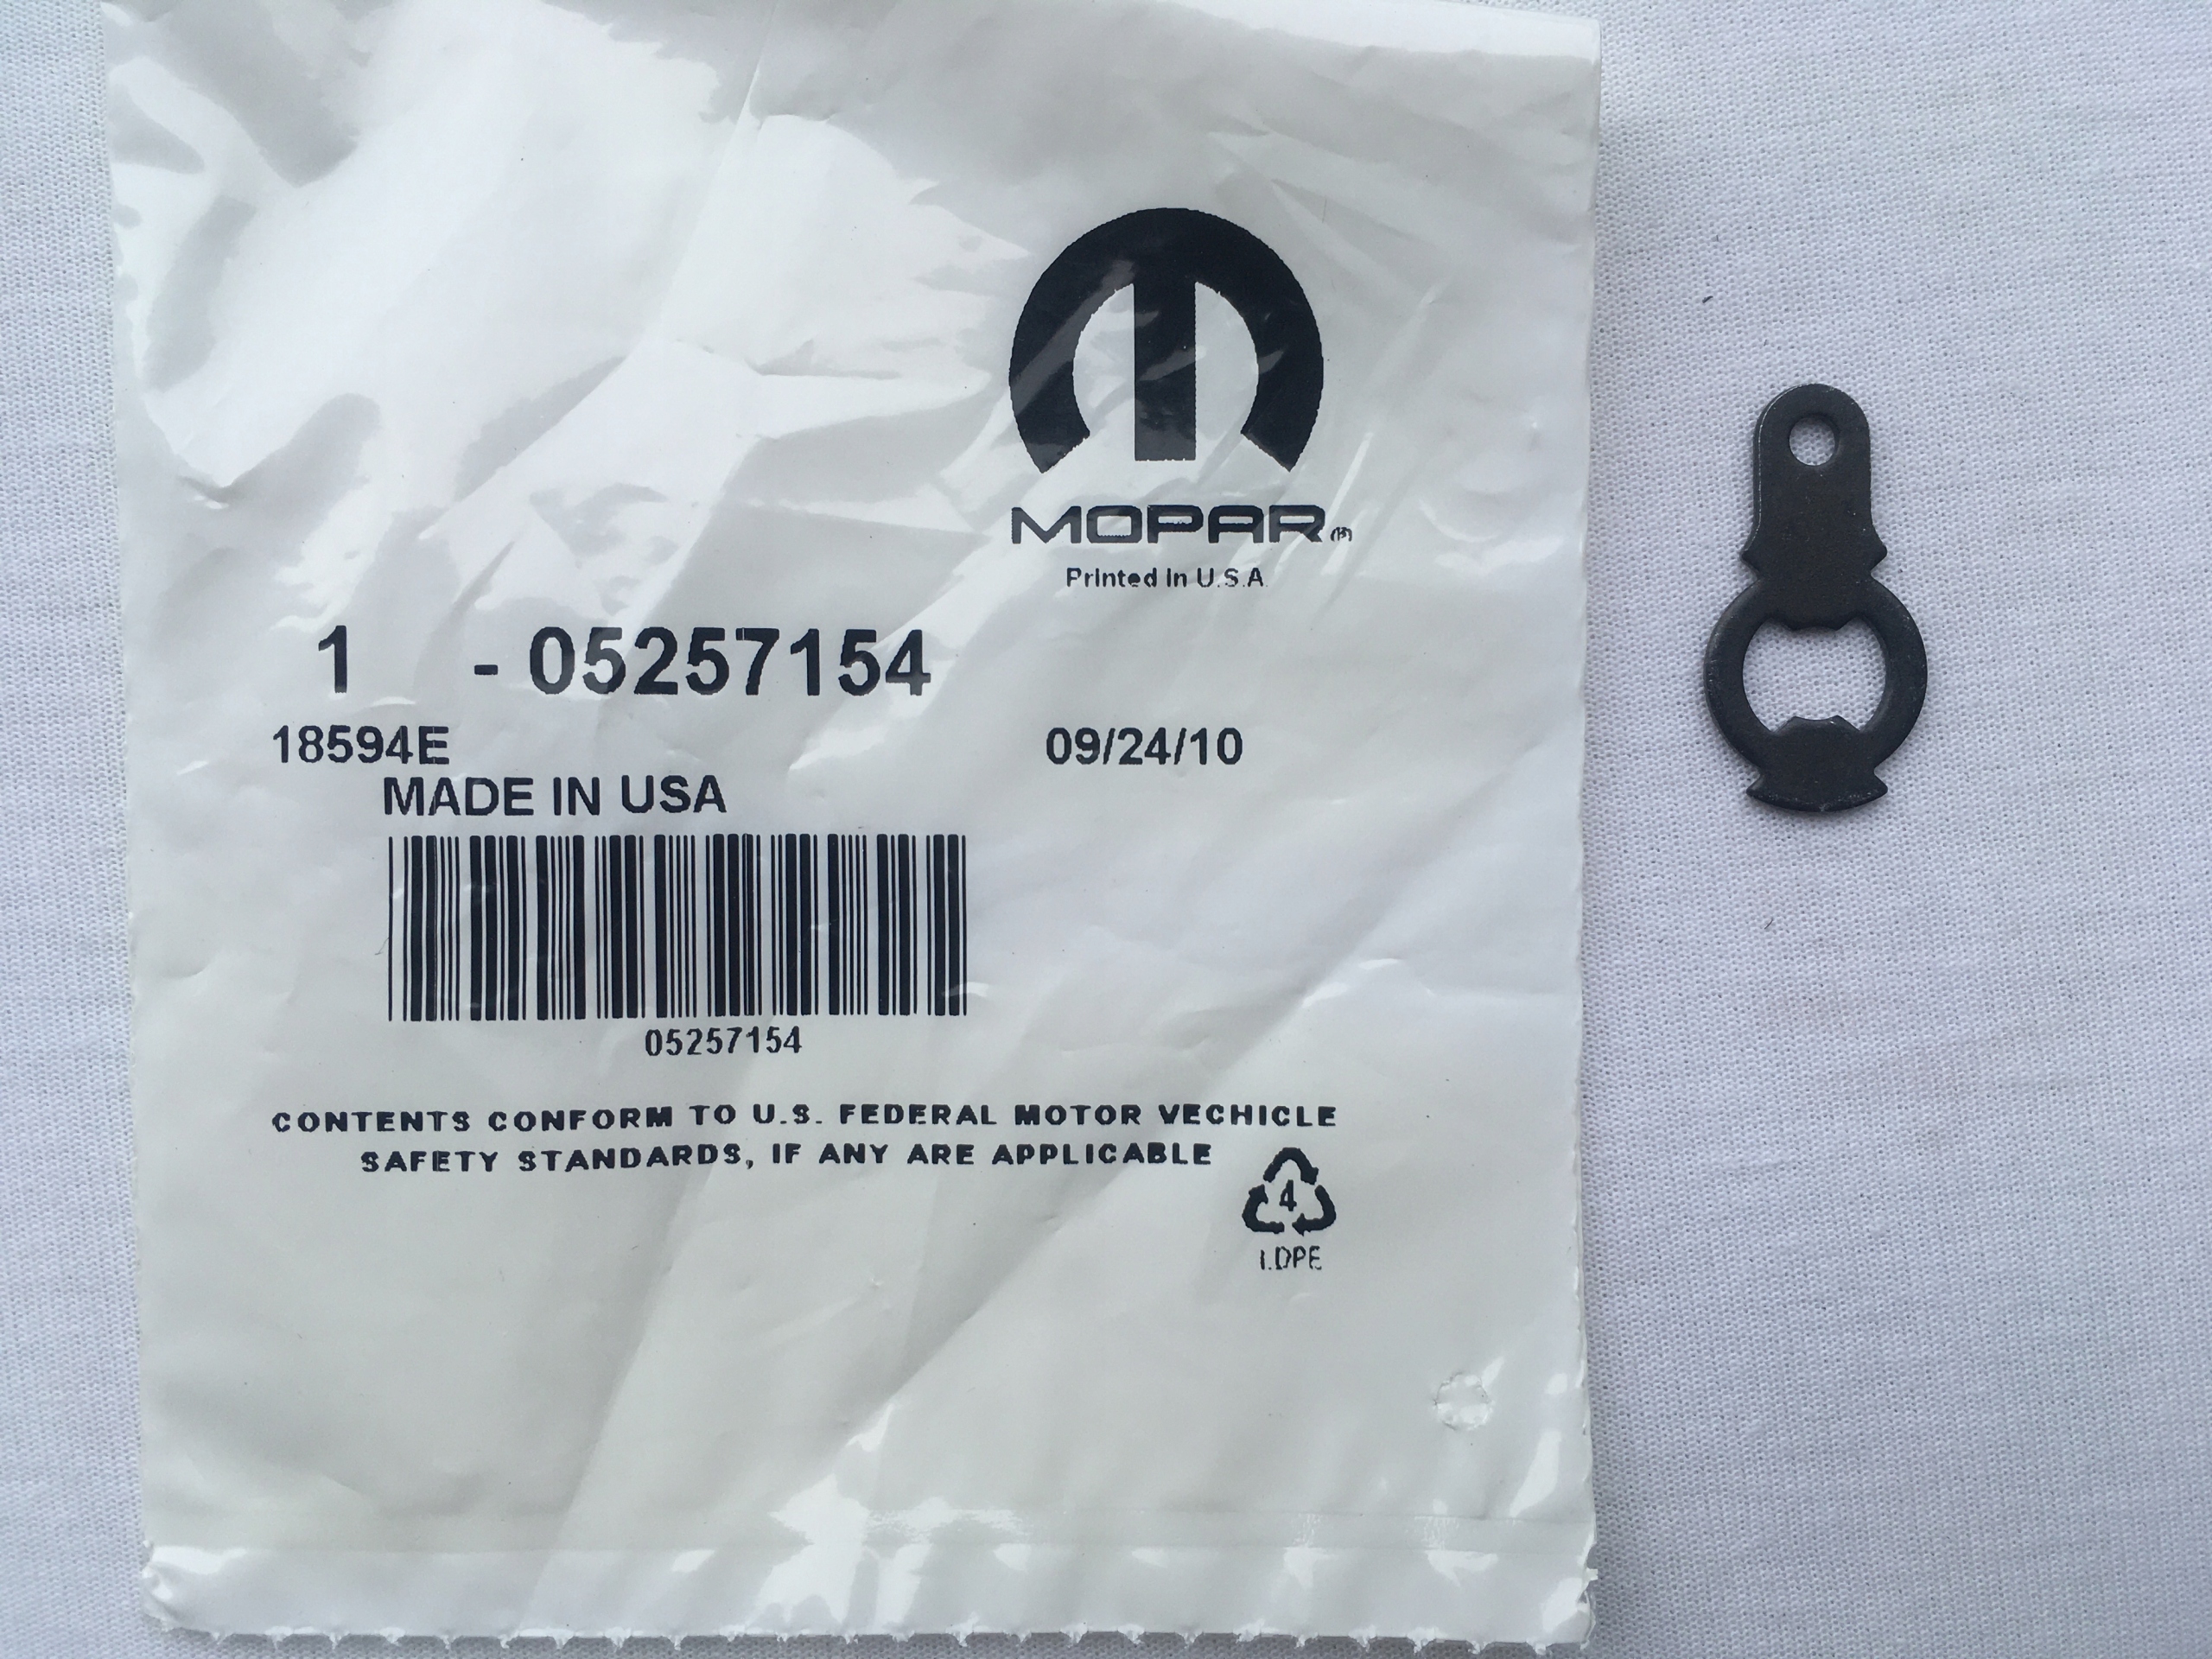 MOPAR®
Printed in U.S.A.
1 - 05257154
18594E 09/24/10
MADE IN USA
05257154
CONTENTS CONFORM TO U.S. FEDERAL MOTOR VECHICLE
SAFETY STANDARDS, IF ANY ARE APPLICABLE
4
LDPE